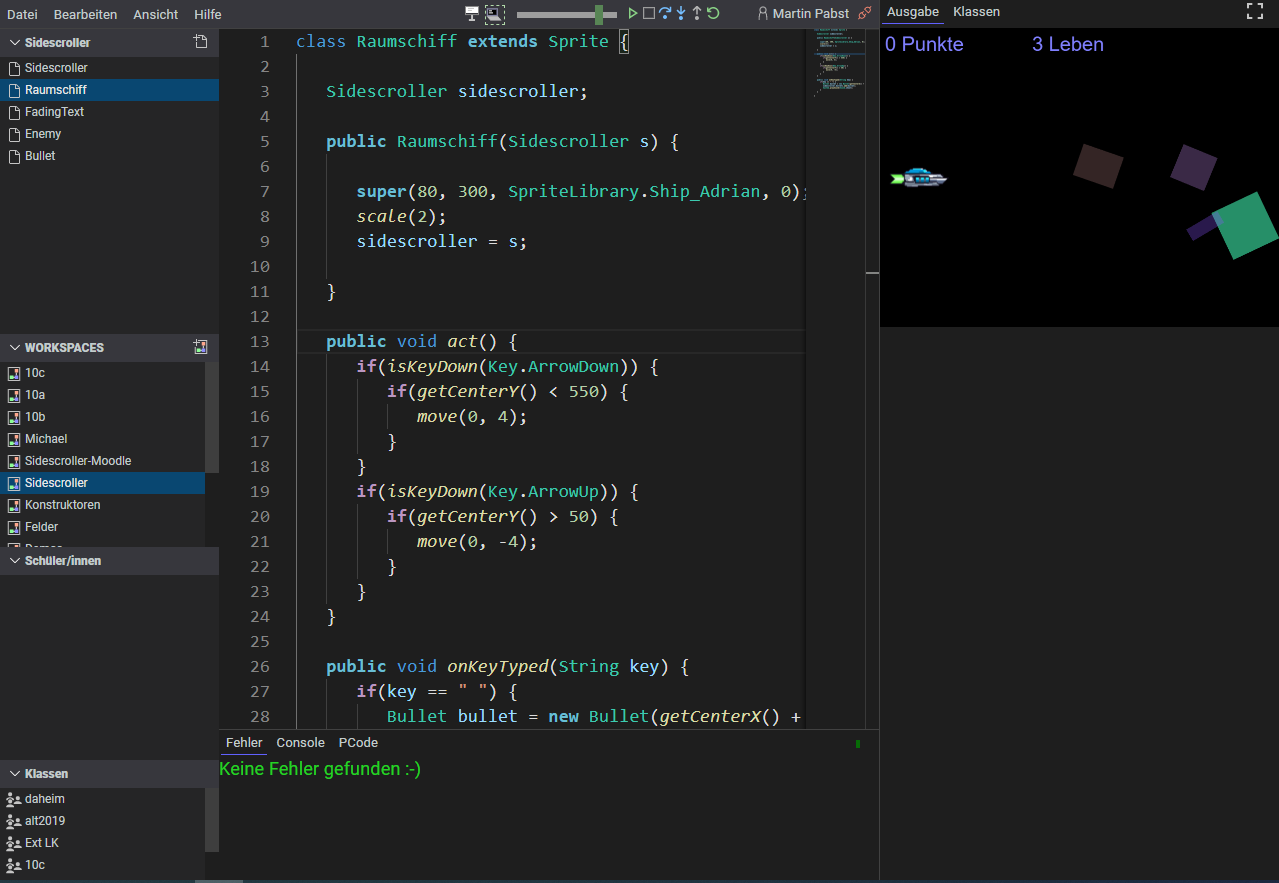 Datei Bearbeiten Ansicht Hilfe
Martin Pabst
Ausgabe Klassen
Sidescroller
Sidescroller
Raumschiff
FadingText
Enemy
Bullet
WORKSPACES
10c
10a
10b
Michael
Sidescroller-Moodle
Sidescroller
Konstruktoren
Felder
Schüler/innen
Klassen
daheim
alt2019
Ext LK
10c
1 class Raumschiff extends Sprite {
2
3 Sidescroller sidescroller;
4
5 public Raumschiff(Sidescroller s) {
6
7 super(80, 300, SpriteLibrary.Ship_Adrian, 0);
8 scale(2);
9 sidescroller = s;
10
11 }
12
13 public void act() {
14 if(isKeyDown(Key.ArrowDown)) {
15 if(getCenterY() < 550) {
16 move(0, 4);
17 }
18 }
19 if(isKeyDown(Key.ArrowUp)) {
20 if(getCenterY() > 50) {
21 move(0, -4);
22 }
23 }
24 }
25
26 public void onKeyTyped(String key) {
27 if(key == " ") {
28 Bullet bullet = new Bullet(getCenterX() +
Fehler Console PCode
Keine Fehler gefunden :-)
0 Punkte 3 Leben